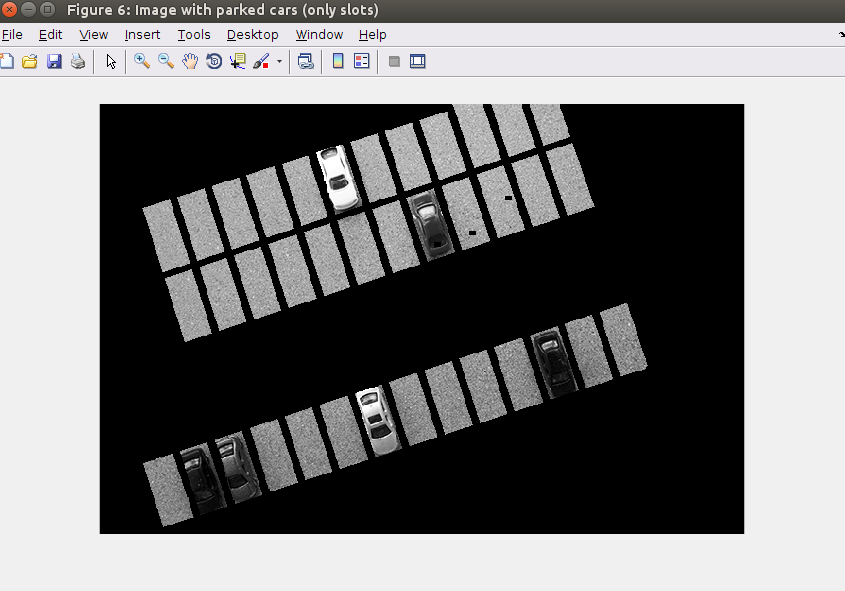 Figure 6: Image with parked cars (only slots)
File Edit View Insert Tools Desktop Window Help